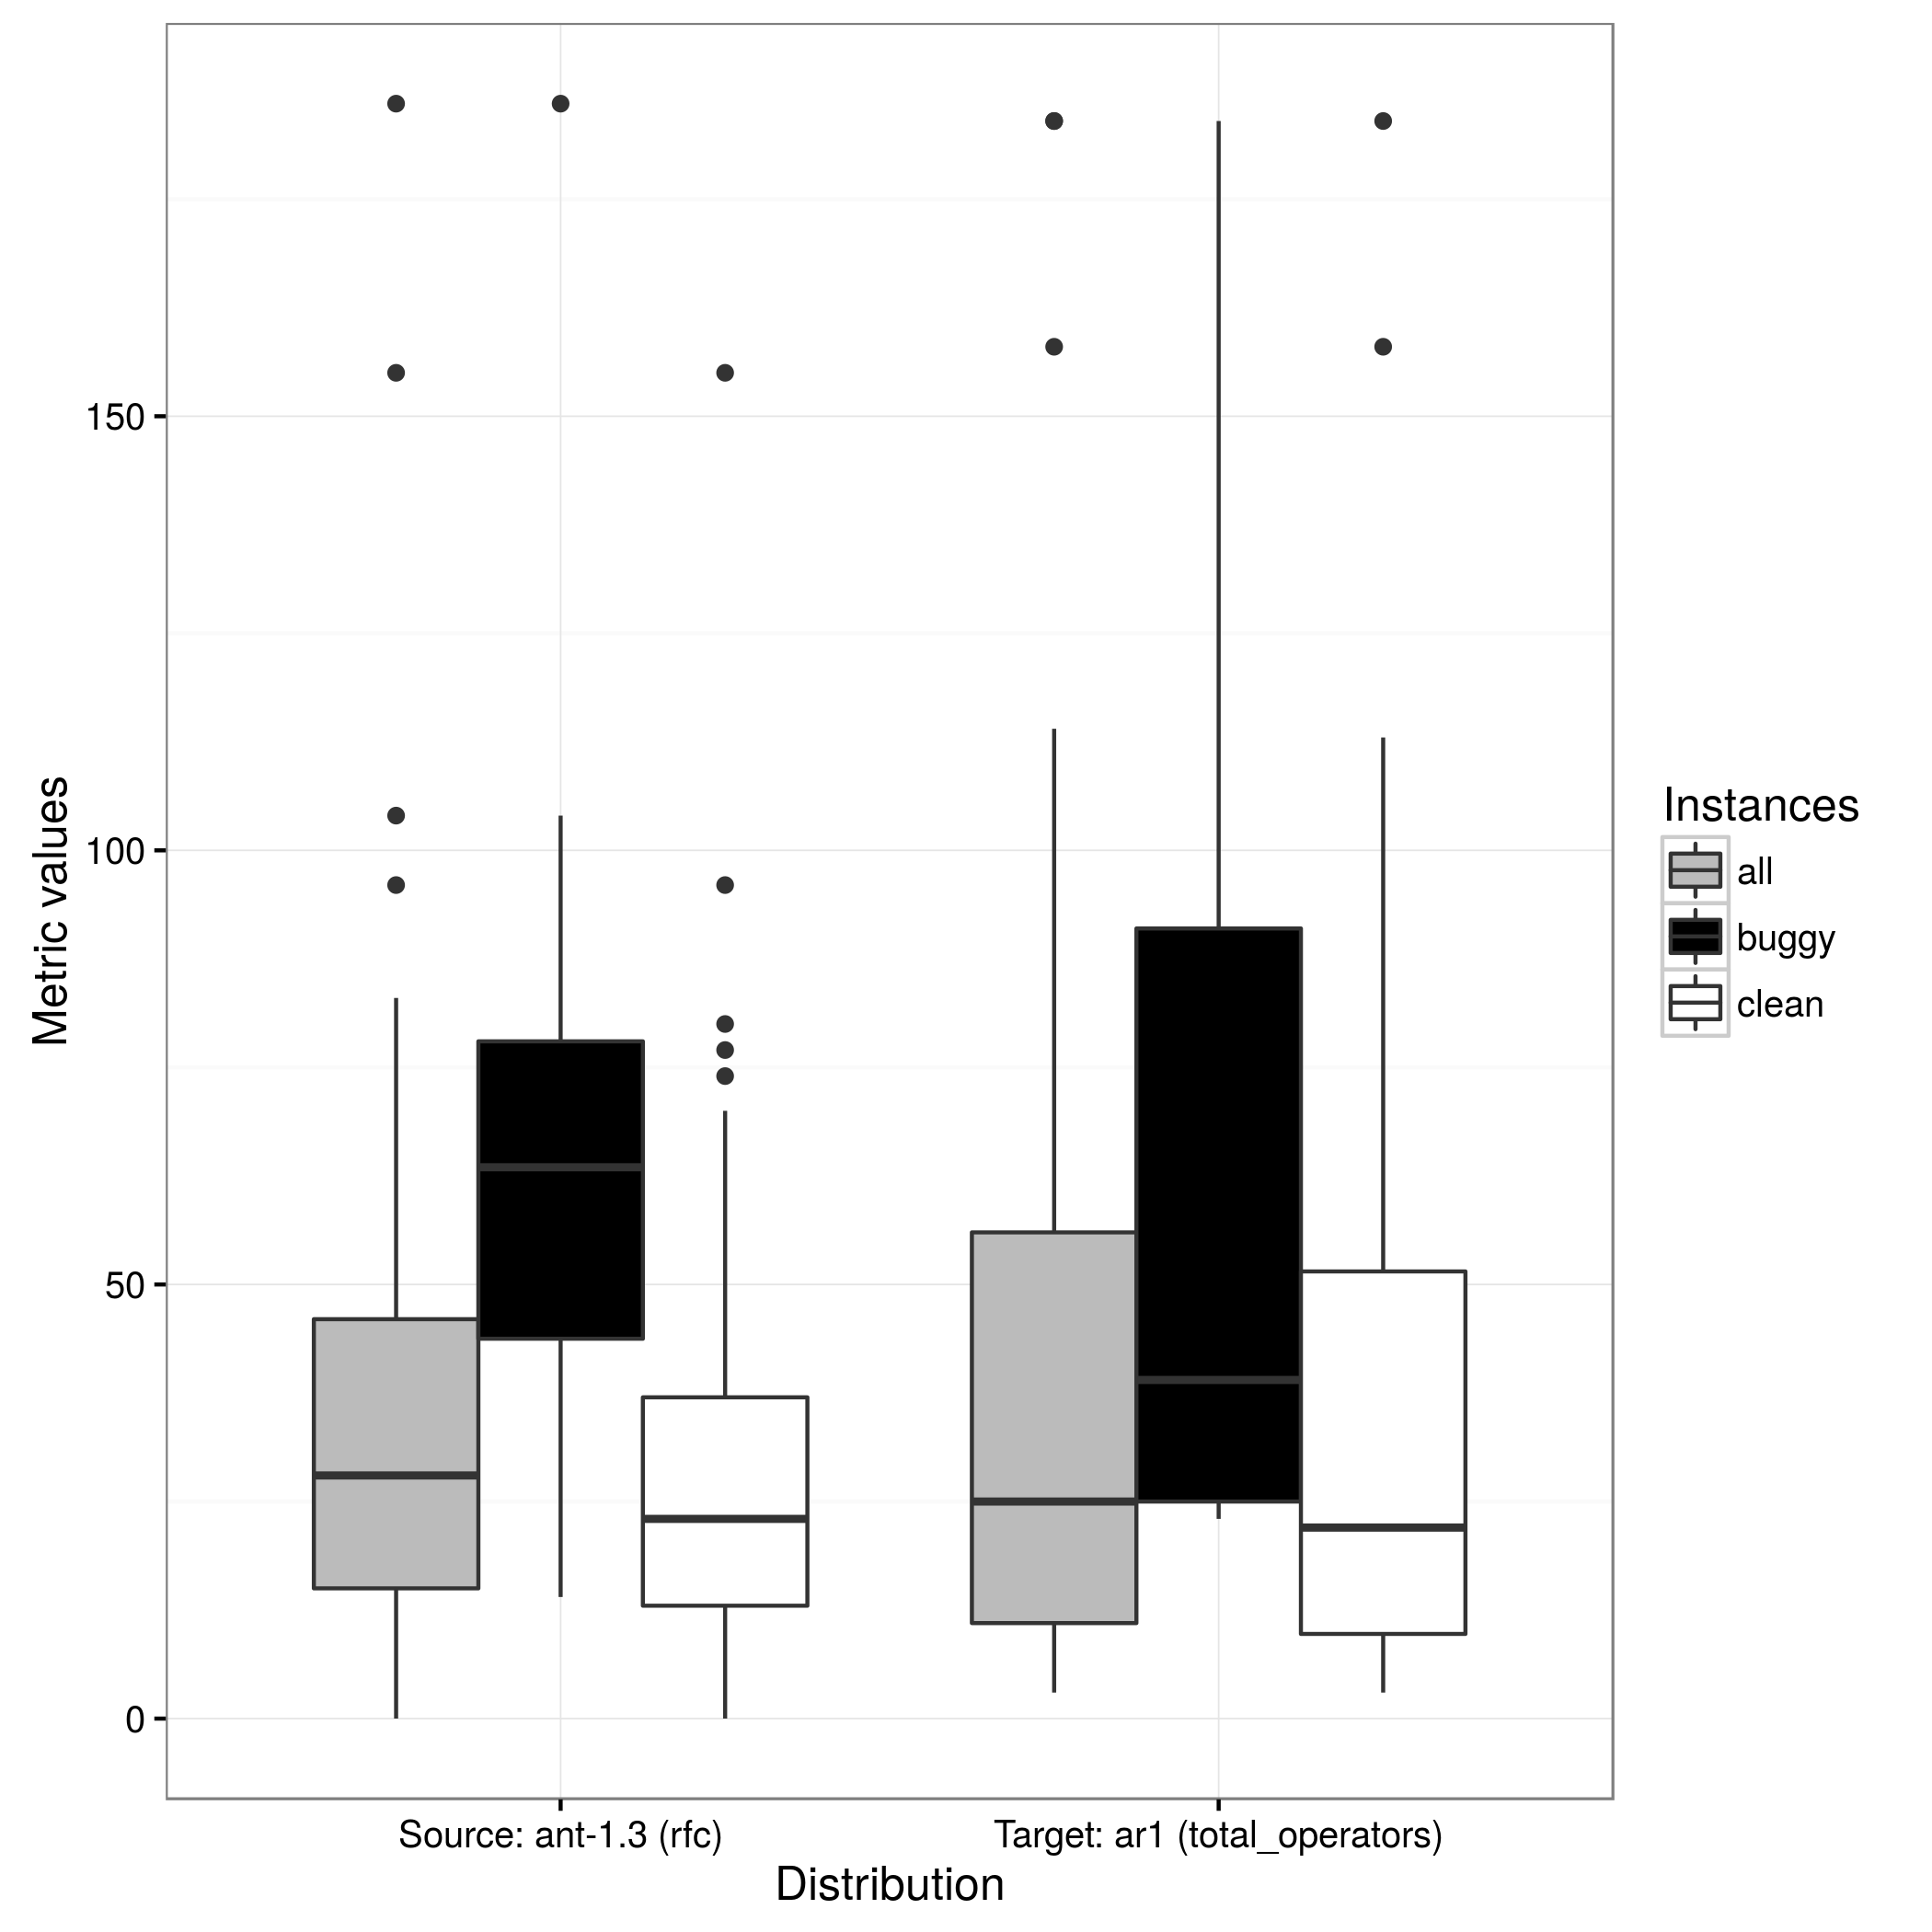 150
100
50
0
Metric values
Source: ant-1.3 (rfc)
Target: ar1 (total_operators)
Distribution
Instances
all
buggy
clean